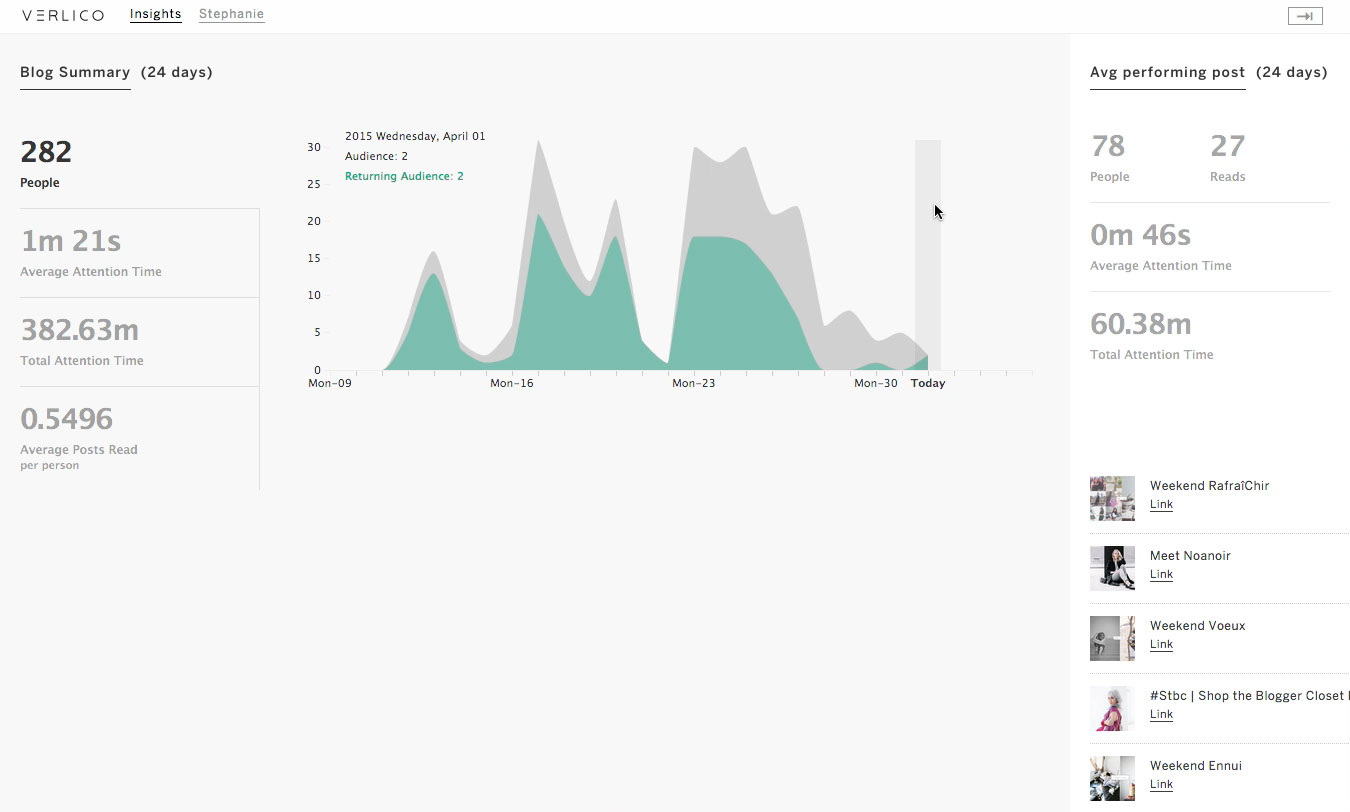 VERLICO Insights Stephanie
Blog Summary (24 days)
282
People
1m 21s
Average Attention Time
382.63m
Total Attention Time
0.5496
Average Posts Read
per person
2015 Wednesday, April 01
Audience: 2
Returning Audience: 2
30
25
20
15
10
5
0
Mon-09 Mon-16 Mon-23 Mon-30 Today
Avg performing post (24 days)
78 27
People Reads
0m 46s
Average Attention Time
60.38m
Total Attention Time
Weekend RafraîChir
Link
Meet Noanoir
Link
Weekend Voeux
Link
#Stbc | Shop the Blogger Closet
Link
Weekend Ennui
Link